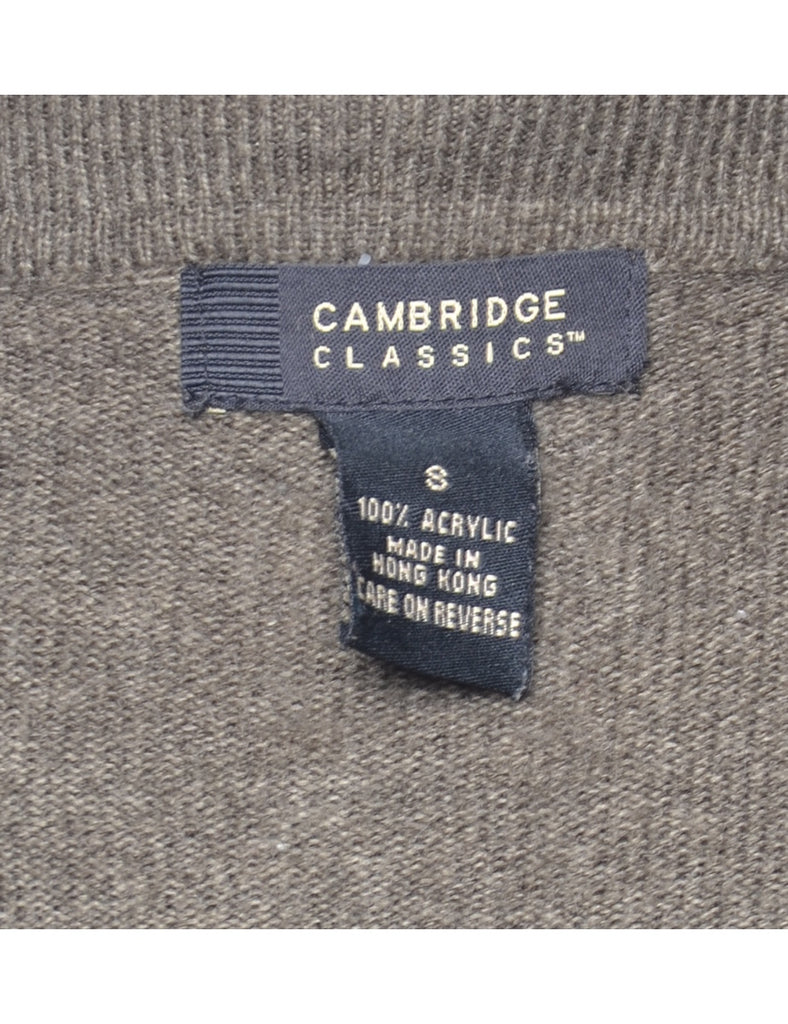 CAMBRIDGE
CLASSICS™
S
100% ACRYLIC
MADE IN
HONG KONG
CARE ON REVERSE